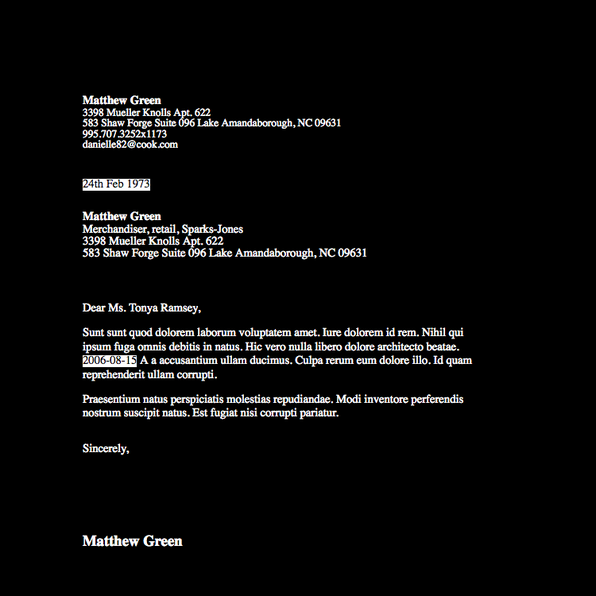 Matthew Green
3398 Mueller Knolls Apt. 622
583 Shaw Forge Suite 096 Lake Amandaborough, NC 09631
995.707.3252x1173
danielle82@cook.com
24th Feb 1973
Matthew Green
Merchandiser, retail, Sparks-Jones
3398 Mueller Knolls Apt. 622
583 Shaw Forge Suite 096 Lake Amandaborough, NC 09631
Dear Ms. Tonya Ramsey,
Sunt sunt quod dolorem laborum voluptatem amet. Iure dolorem id rem. Nihil qui
ipsum fuga omnis debitis in natus. Hic vero nulla libero dolore architecto beatae.
2006-08-15 A a accusantium ullam ducimus. Culpa rerum eum dolore illo. Id quam
reprehenderit ullam corrupti.
Praesentium natus perspiciatis molestias repudiandae. Modi inventore perferendis
nostrum suscipit natus. Est fugiat nisi corrupti pariatur.
Sincerely,
Matthew Green